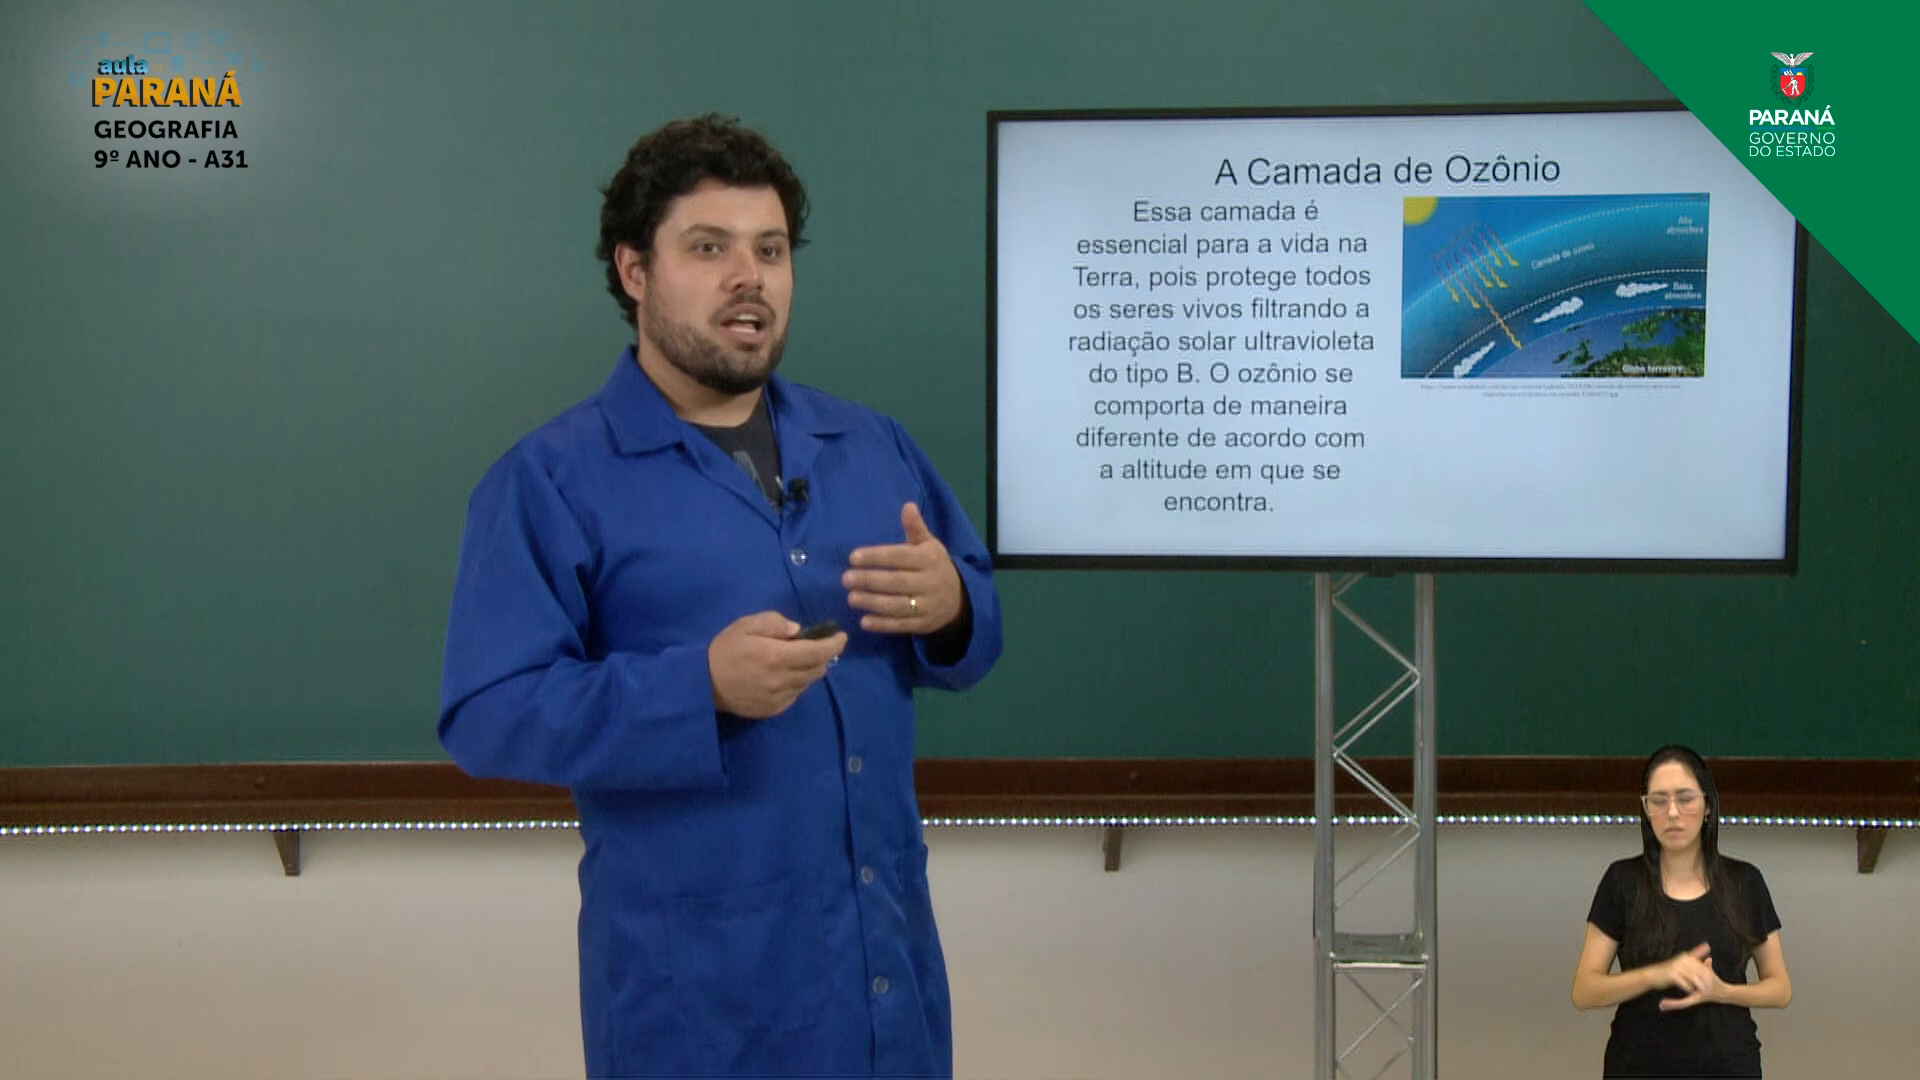 aula
PARANÁ
GEOGRAFIA
9º ANO - A31
PARANÁ
GOVERNO
DO ESTADO
A Camada de Ozônio
Essa camada é
essencial para a vida na
Terra, pois protege todos
os seres vivos filtrando a
radiação solar ultravioleta
do tipo B. O ozônio se
comporta de maneira
diferente de acordo com
a altitude em que se
encontra.
Alta
atmosfera
Camada de ozônio
Baixa
atmosfera
Globo terrestre